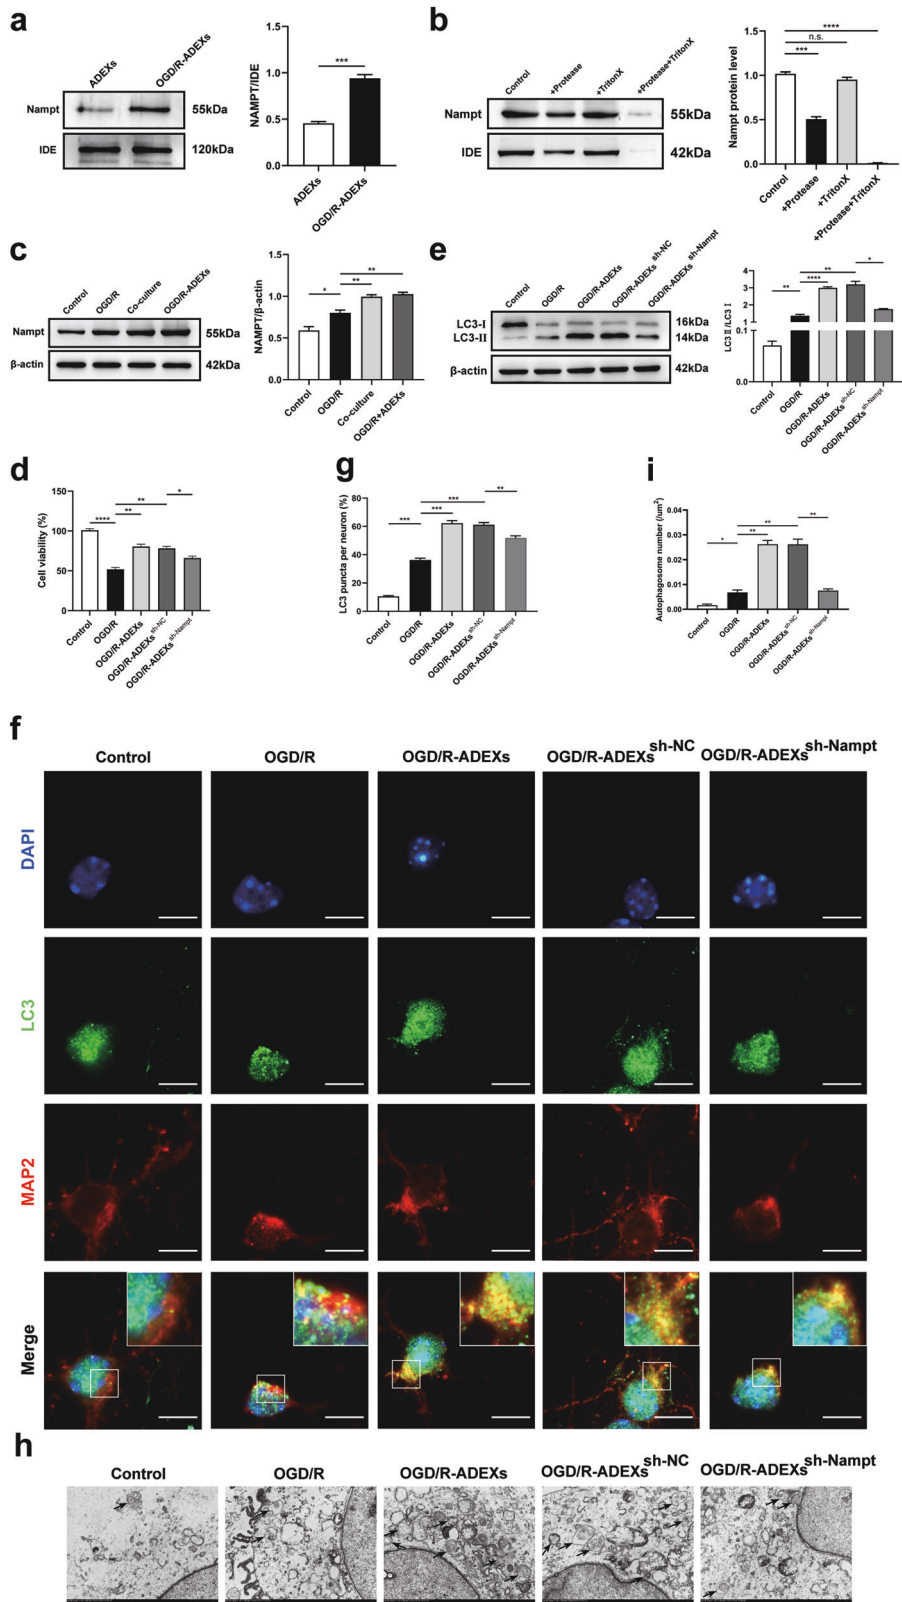 a
ADEXs
OGD/R-ADEXs
Nampt
55kDa
IDE
120kDa
NAMPT/IDE
1.5
1.0
0.5
0.0
***
ADEXs
OGD/R-ADEXs
b
Control
+Protease
+TritonX
+Protease+TritonX
Nampt
55kDa
IDE
42kDa
Nampt protein level
1.5
1.0
0.5
0.0
****
n.s.
***
Control
+Protease
+TritonX
+Protease+TritonX
c
Control
OGD/R
Co-culture
OGD/R-ADEXs
Nampt
55kDa
β-actin
42kDa
NAMPT/β-actin
1.5
1.0
0.5
0.0
**
**
*
Control
OGD/R
Co-culture
OGD/R+ADEXs
e
Control
OGD/R
OGD/R-ADEXs
OGD/R-ADEXs sh-NC
OGD/R-ADEXs sh-Nampt
LC3-I
16kDa
LC3-II
14kDa
β-actin
42kDa
LC3 II/LC3 I
4
3
2
1
0.1
0.0
*
**
****
**
Control
OGD/R
OGD/R-ADEXs
OGD/R-ADEXs sh-NC
OGD/R-ADEXs sh-Nampt
d
Cell viability (%)
150
100
50
0
*
**
**
****
Control
OGD/R
OGD/R-ADEXs
OGD/R-ADEXs sh-NC
OGD/R-ADEXs sh-Nampt
g
LC3 puncta per neuron (%)
80
60
40
20
0
***
**
***
***
Control
OGD/R
OGD/R-ADEXs
OGD/R-ADEXs sh-NC
OGD/R-ADEXs sh-Nampt
i
Autophagosome number (/um²)
0.04
0.03
0.02
0.01
0.00
**
**
**
*
Control
OGD/R
OGD/R-ADEXs
OGD/R-ADEXs sh-NC
OGD/R-ADEXs sh-Nampt
f
Control
OGD/R
OGD/R-ADEXs
OGD/R-ADEXs sh-NC
OGD/R-ADEXs sh-Nampt
DAPI
LC3
MAP2
Merge
h
Control
OGD/R
OGD/R-ADEXs
OGD/R-ADEXs sh-NC
OGD/R-ADEXs sh-Nampt